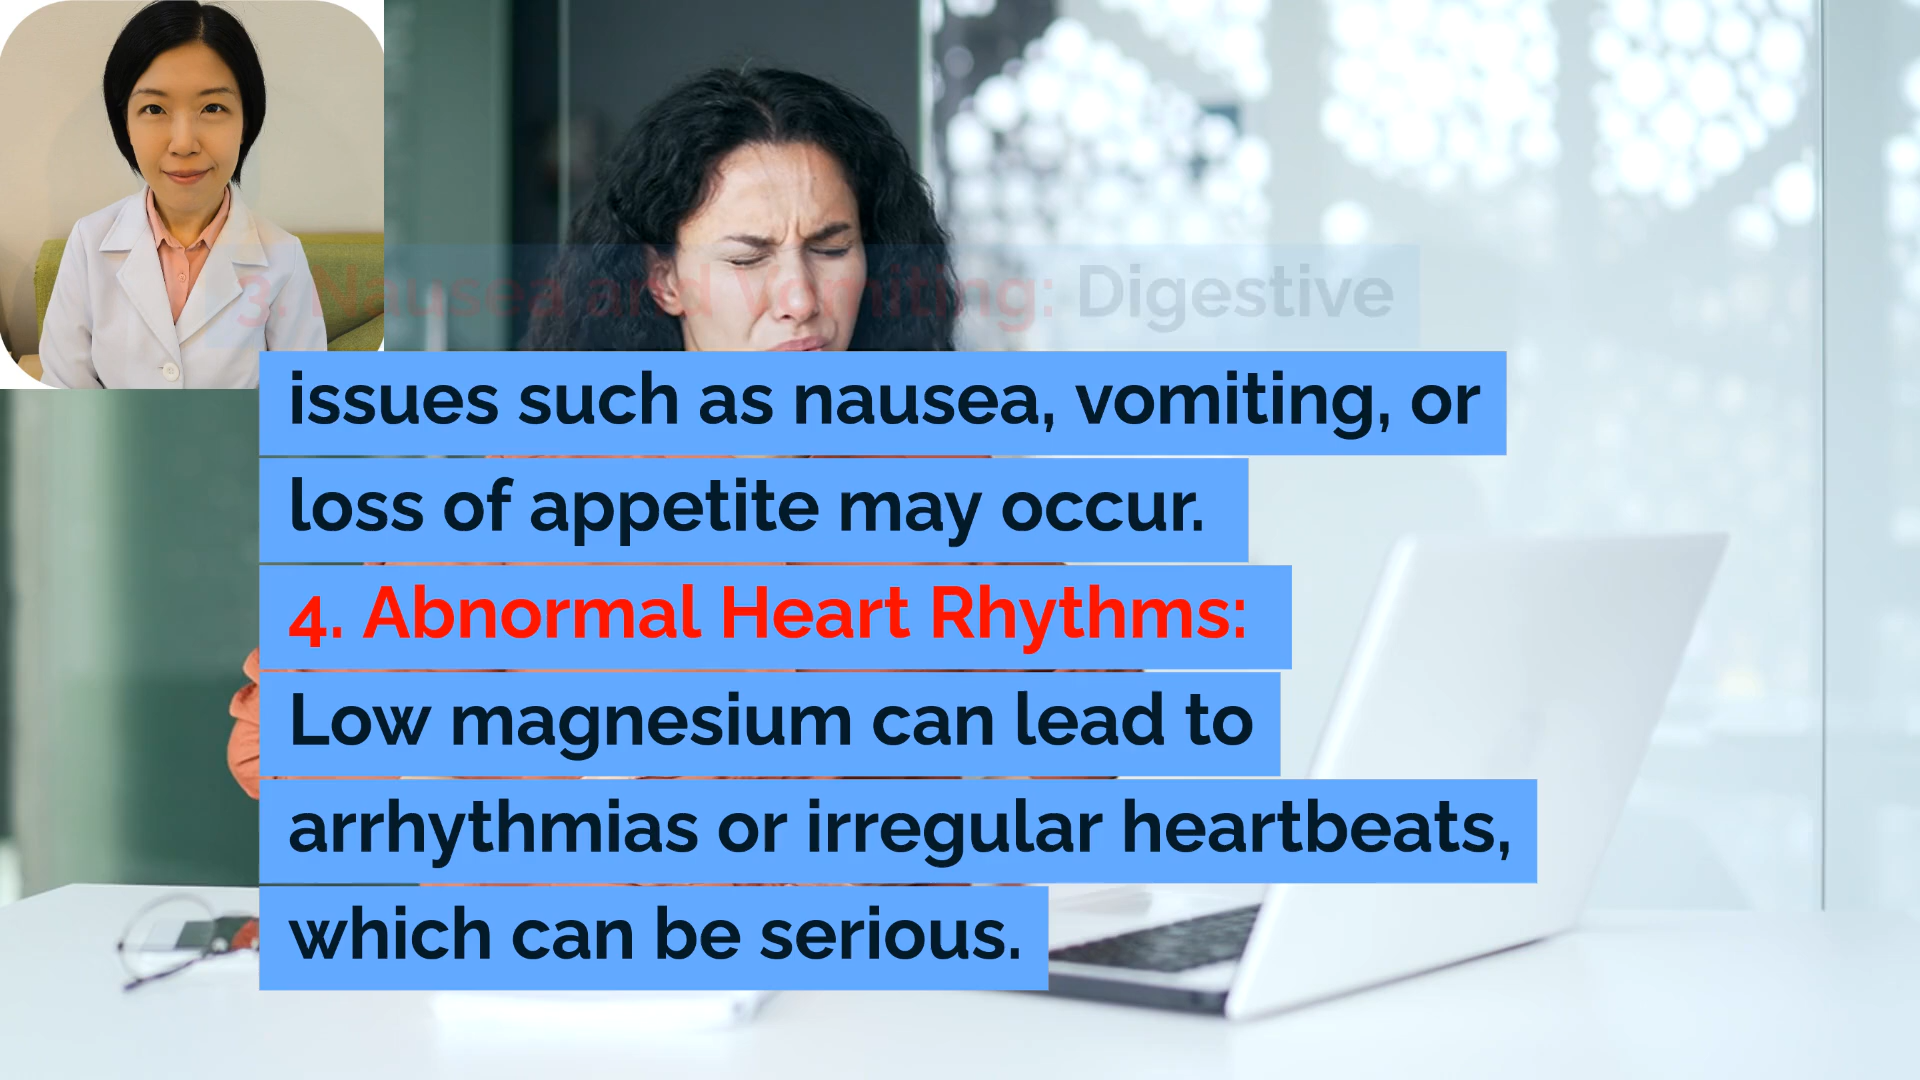 3. Nausea and Vomiting: Digestive
issues such as nausea, vomiting, or
loss of appetite may occur.
4. Abnormal Heart Rhythms:
Low magnesium can lead to
arrhythmias or irregular heartbeats,
which can be serious.